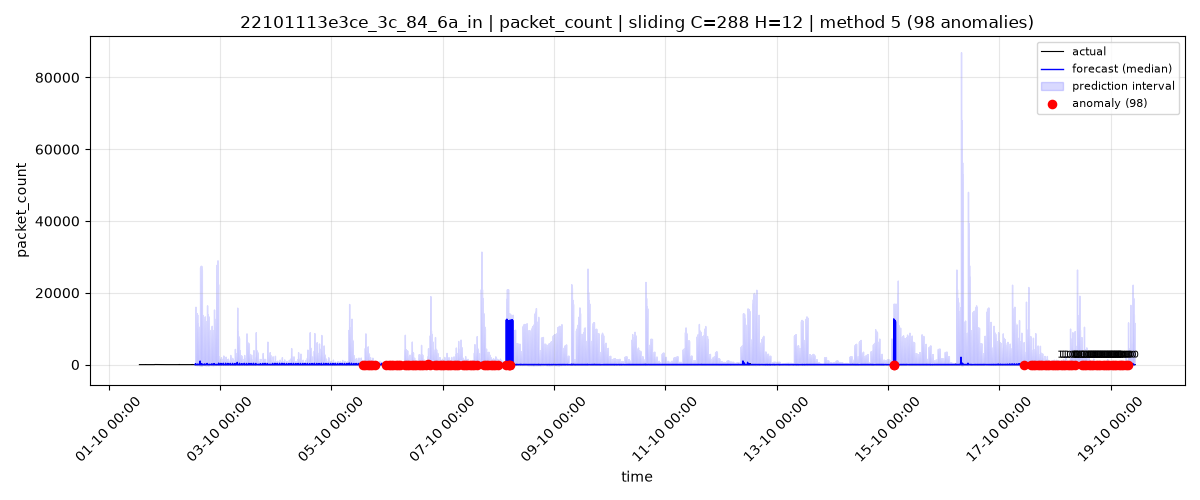 22101113e3ce_3c_84_6a_in | packet_count | sliding C=288 H=12 | method 5 (98 anomalies)
packet_count
80000
60000
40000
20000
0
actual
forecast (median)
prediction interval
anomaly (98)
01-10 00:00
03-10 00:00
05-10 00:00
07-10 00:00
09-10 00:00
11-10 00:00
13-10 00:00
15-10 00:00
17-10 00:00
19-10 00:00
time